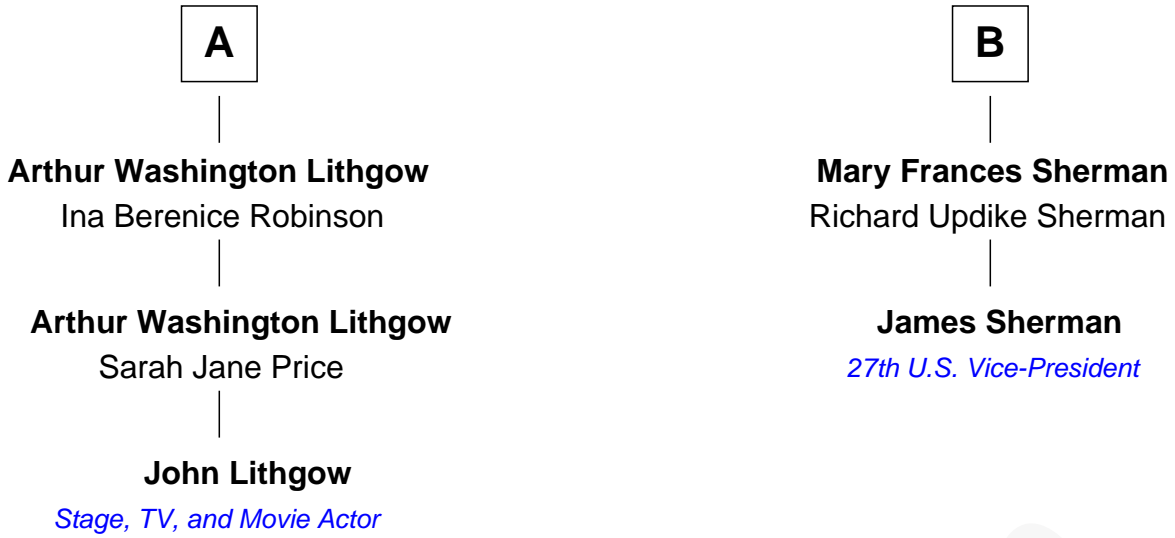 A
B
Arthur Washington Lithgow
Mary Frances Sherman
Ina Berenice Robinson
Richard Updike Sherman
Arthur Washington Lithgow
James Sherman
Sarah Jane Price
27th U.S. Vice-President
John Lithgow
Stage, TV, and Movie Actor